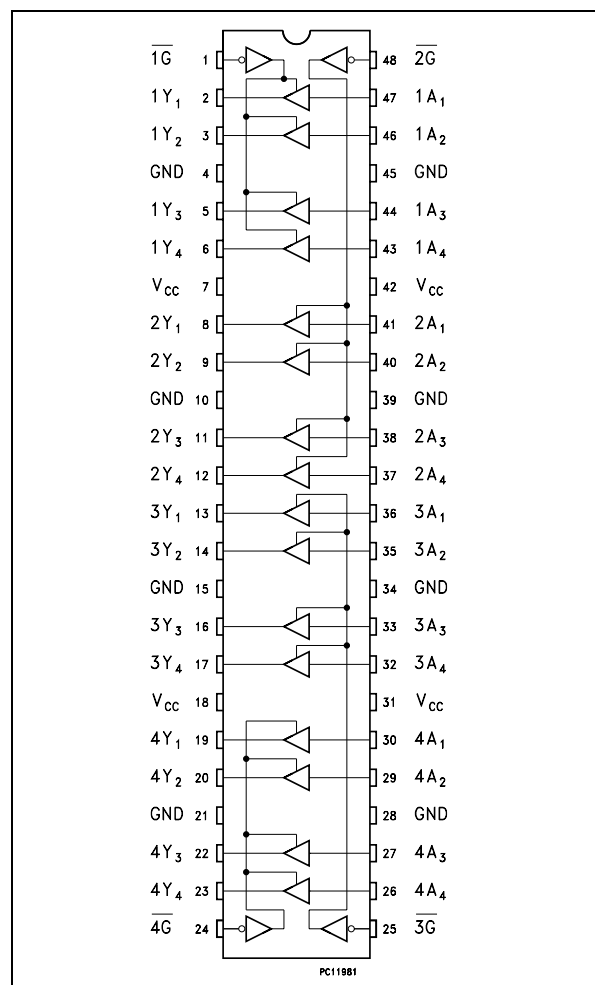 1G 1 48 2G
1Y1 2 47 1A1
1Y2 3 46 1A2
GND 4 45 GND
1Y3 5 44 1A3
1Y4 6 43 1A4
VCC 7 42 VCC
2Y1 8 41 2A1
2Y2 9 40 2A2
GND 10 39 GND
2Y3 11 38 2A3
2Y4 12 37 2A4
3Y1 13 36 3A1
3Y2 14 35 3A2
GND 15 34 GND
3Y3 16 33 3A3
3Y4 17 32 3A4
VCC 18 31 VCC
4Y1 19 30 4A1
4Y2 20 29 4A2
GND 21 28 GND
4Y3 22 27 4A3
4Y4 23 26 4A4
4G 24 25 3G
PC11981